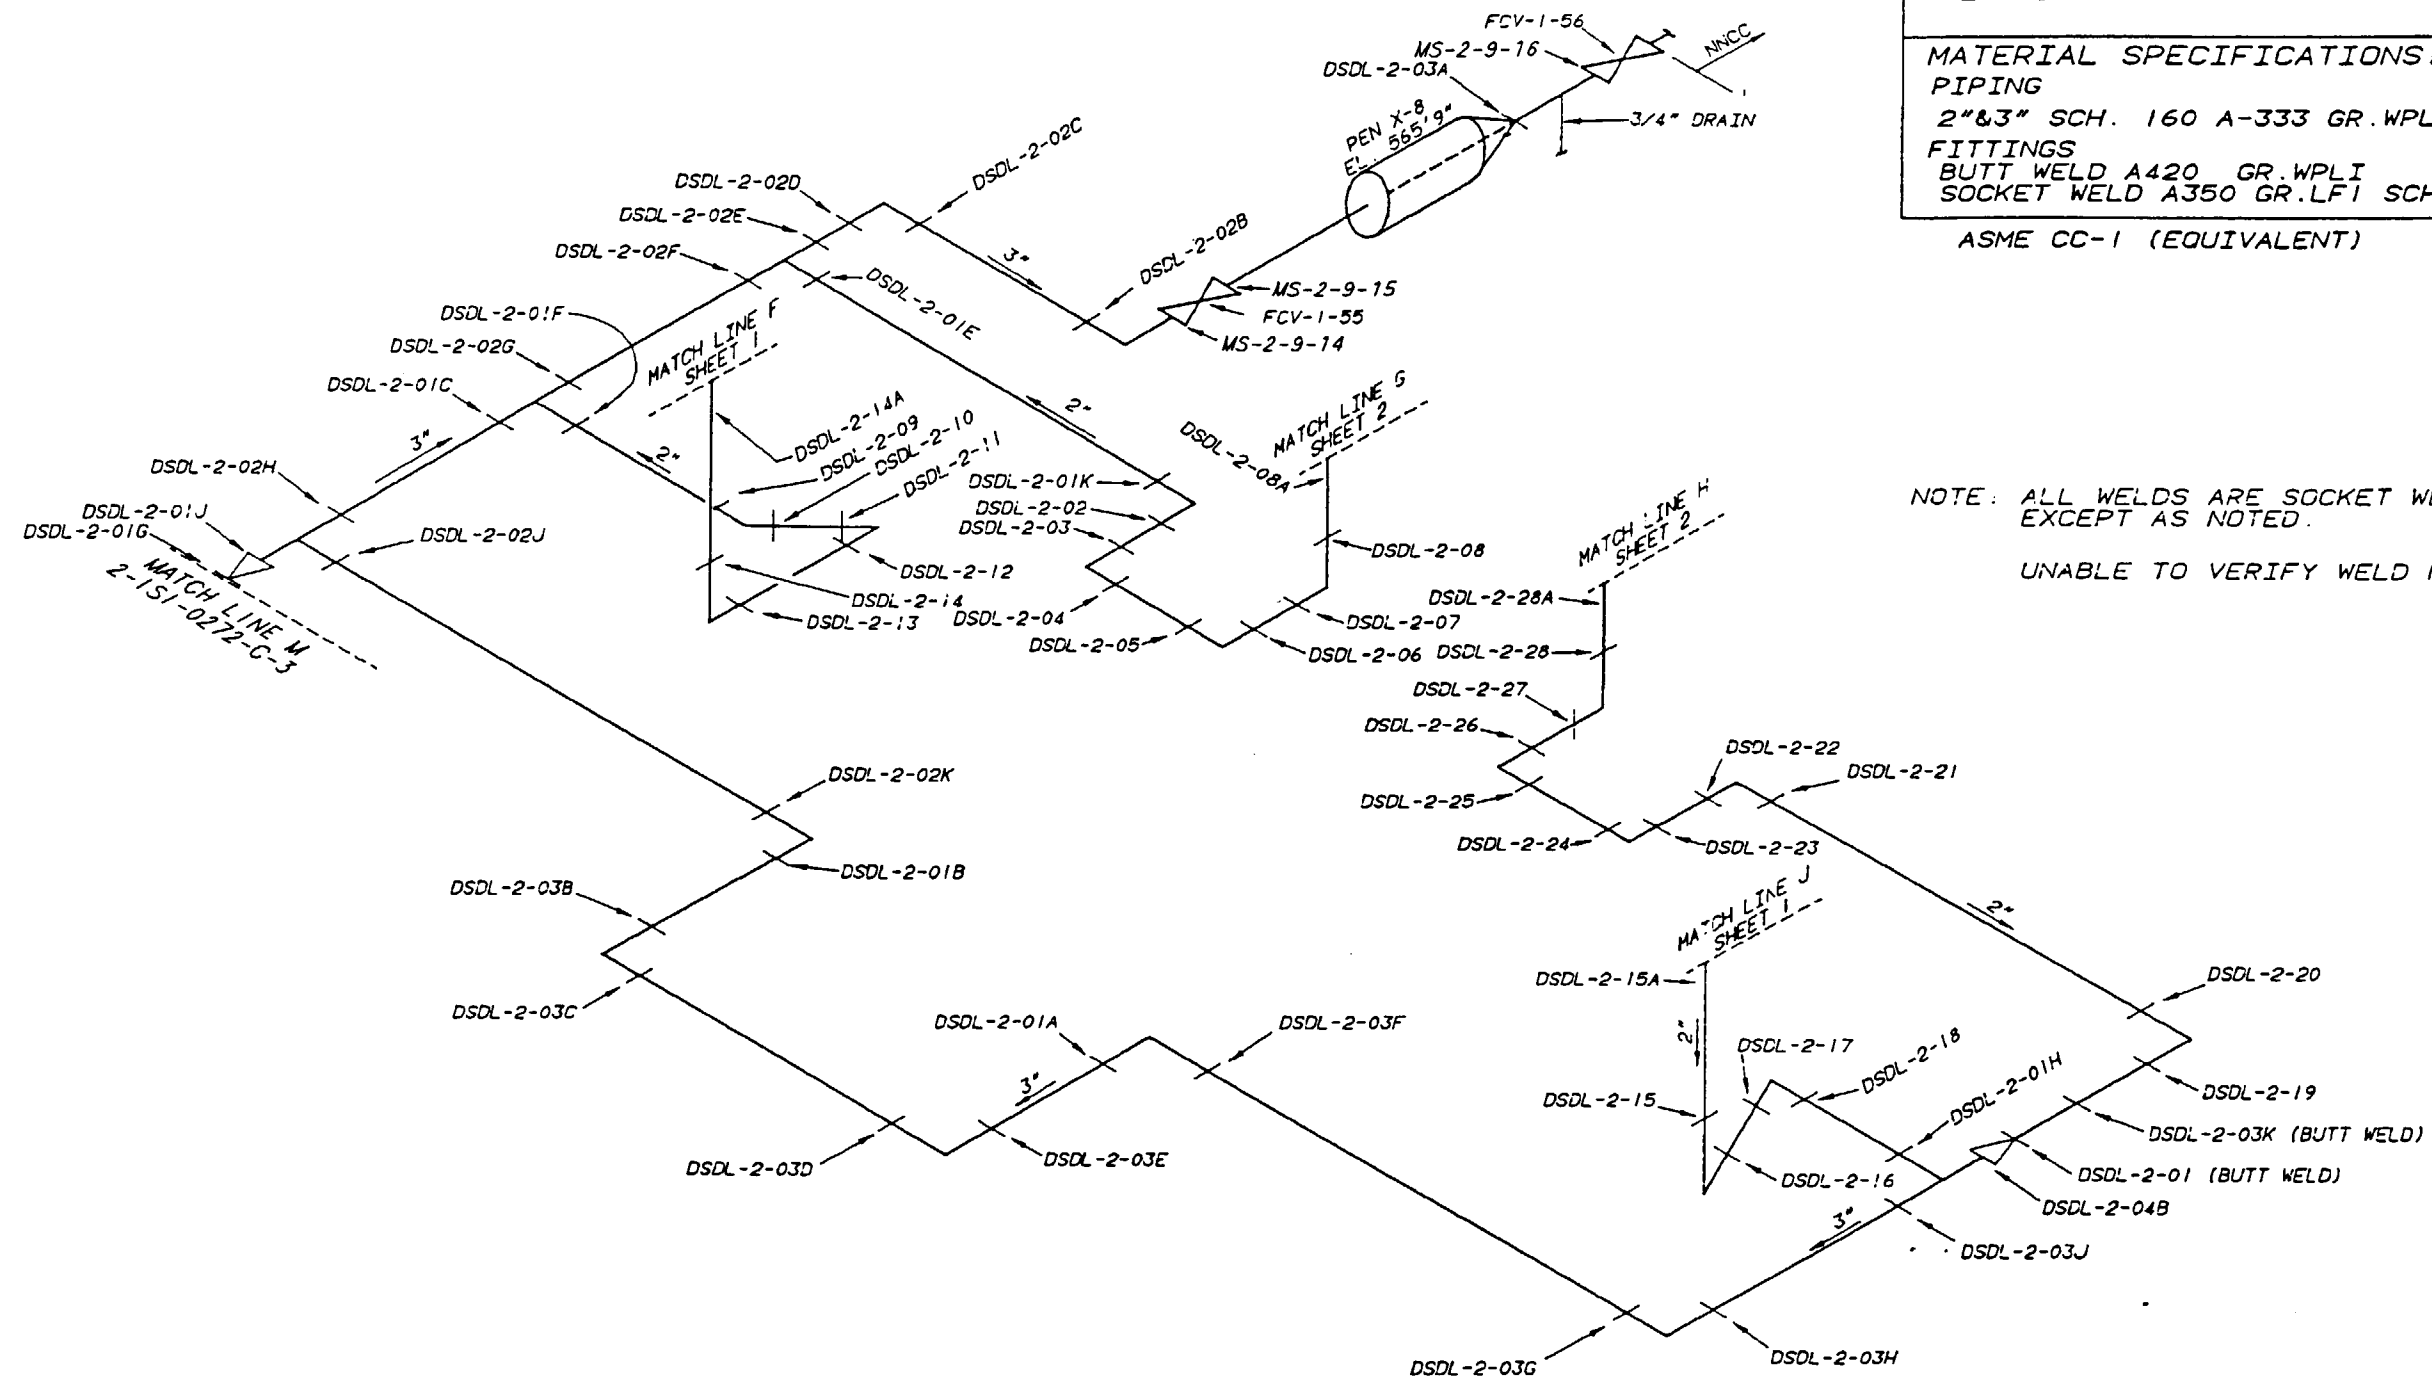 FCV-1-56
MS-2-9-16
DSDL-2-03A
NNCC
PEN X-8
EL. 565'9"
3/4" DRAIN
MATERIAL SPECIFICATIONS:
PIPING
2"&3" SCH. 160 A-333 GR.WPL
FITTINGS
BUTT WELD A420 GR.WPLI
SOCKET WELD A350 GR.LF1 SCH
ASME CC-1 (EQUIVALENT)
DSDL-2-02C
DSDL-2-02D
DSDL-2-02E
DSDL-2-02F
3"
DSDL-2-02B
MS-2-9-15
FCV-1-55
MS-2-9-14
DSDL-2-01E
DSDL-2-01F
DSDL-2-02G
DSDL-2-01C
MATCH LINE F
SHEET 1
3"
2"
2"
DSDL-2-14A
DSDL-2-09
DSDL-2-10
DSDL-2-11
DSDL-2-02H
DSDL-2-01J
DSDL-2-01G
MATCH LINE M
2-ISI-0272-C-3
DSDL-2-02J
DSDL-2-12
DSDL-2-14
DSDL-2-13
DSDL-2-01K
DSDL-2-02
DSDL-2-03
DSDL-2-04
DSDL-2-05
DSDL-2-06
DSDL-2-07
DSDL-2-08
DSDL-2-08A
MATCH LINE G
SHEET 2
NOTE: ALL WELDS ARE SOCKET WE
EXCEPT AS NOTED.
UNABLE TO VERIFY WELD
MATCH LINE H
SHEET 2
DSDL-2-28A
DSDL-2-28
DSDL-2-27
DSDL-2-26
DSDL-2-25
DSDL-2-24
DSDL-2-23
DSDL-2-22
DSDL-2-21
2"
DSDL-2-02K
DSDL-2-01B
DSDL-2-03B
DSDL-2-03C
DSDL-2-01A
DSDL-2-03F
3"
DSDL-2-03D
DSDL-2-03E
MATCH LINE J
SHEET 1
DSDL-2-15A
2"
DSDL-2-15
DSDL-2-17
DSDL-2-18
DSDL-2-01H
DSDL-2-16
DSDL-2-20
DSDL-2-19
DSDL-2-03K (BUTT WELD)
DSDL-2-01 (BUTT WELD)
DSDL-2-04B
3"
DSDL-2-03J
DSDL-2-03G
DSDL-2-03H